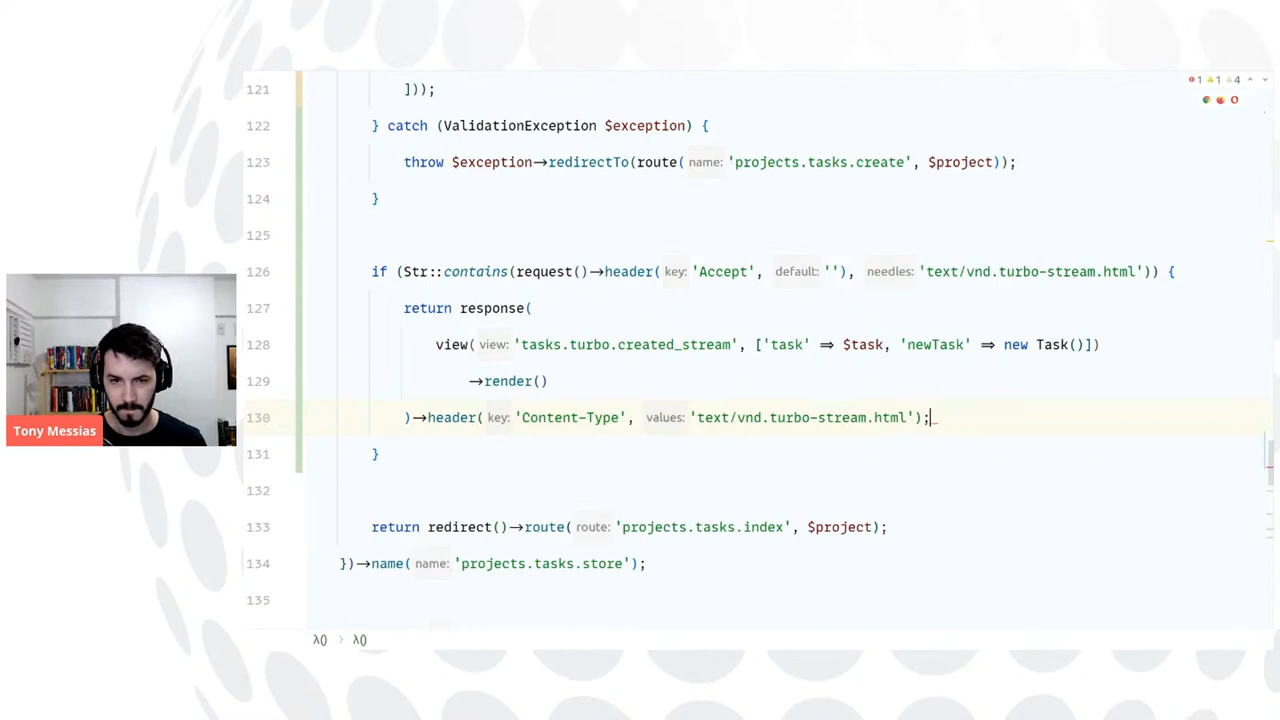 1 1 4
121 ]));
122 } catch (ValidationException $exception) {
123 throw $exception→redirectTo(route( name: 'projects.tasks.create', $project));
124 }
125
126 if (Str::contains(request()→header( key: 'Accept', default: ''), needles: 'text/vnd.turbo-stream.html')) {
127 return response(
128 view( view: 'tasks.turbo.created_stream', ['task' ⇒ $task, 'newTask' ⇒ new Task()])
129 →render()
130 )→header( key: 'Content-Type', values: 'text/vnd.turbo-stream.html');
131 }
132
133 return redirect()→route( route: 'projects.tasks.index', $project);
134 })→name( name: 'projects.tasks.store');
135
Tony Messias
λ() › λ()